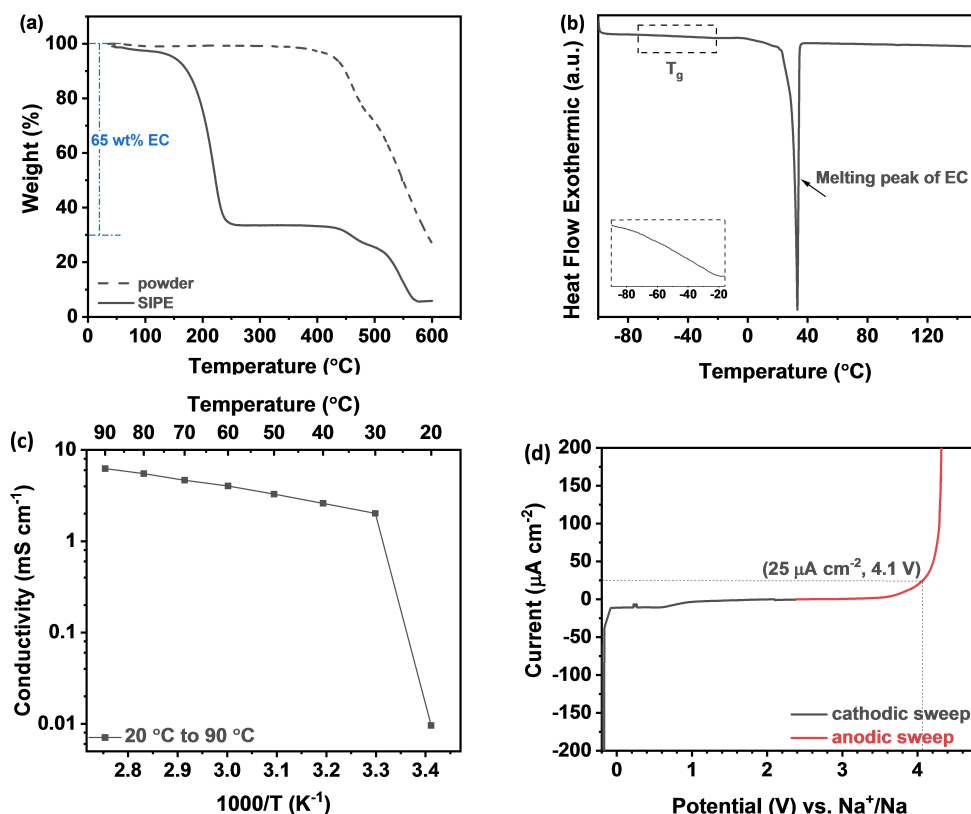 (a)
100
80
60
40
20
0
Weight (%)
65 wt% EC
powder
SIPE
0 100 200 300 400 500 600
Temperature (°C)
(b)
Heat Flow Exothermic (a.u.)
Tg
Melting peak of EC
-80 -60 -40 -20
-80 -40 0 40 80 120
Temperature (°C)
(c)
Temperature (°C)
90 80 70 60 50 40 30 20
10
1
0.1
0.01
Conductivity (mS cm⁻¹)
20 °C to 90 °C
2.8 2.9 3.0 3.1 3.2 3.3 3.4
1000/T (K⁻¹)
(d)
200
150
100
50
0
-50
-100
-150
-200
Current (μA cm⁻²)
(25 μA cm⁻², 4.1 V)
cathodic sweep
anodic sweep
0 1 2 3 4
Potential (V) vs. Na⁺/Na